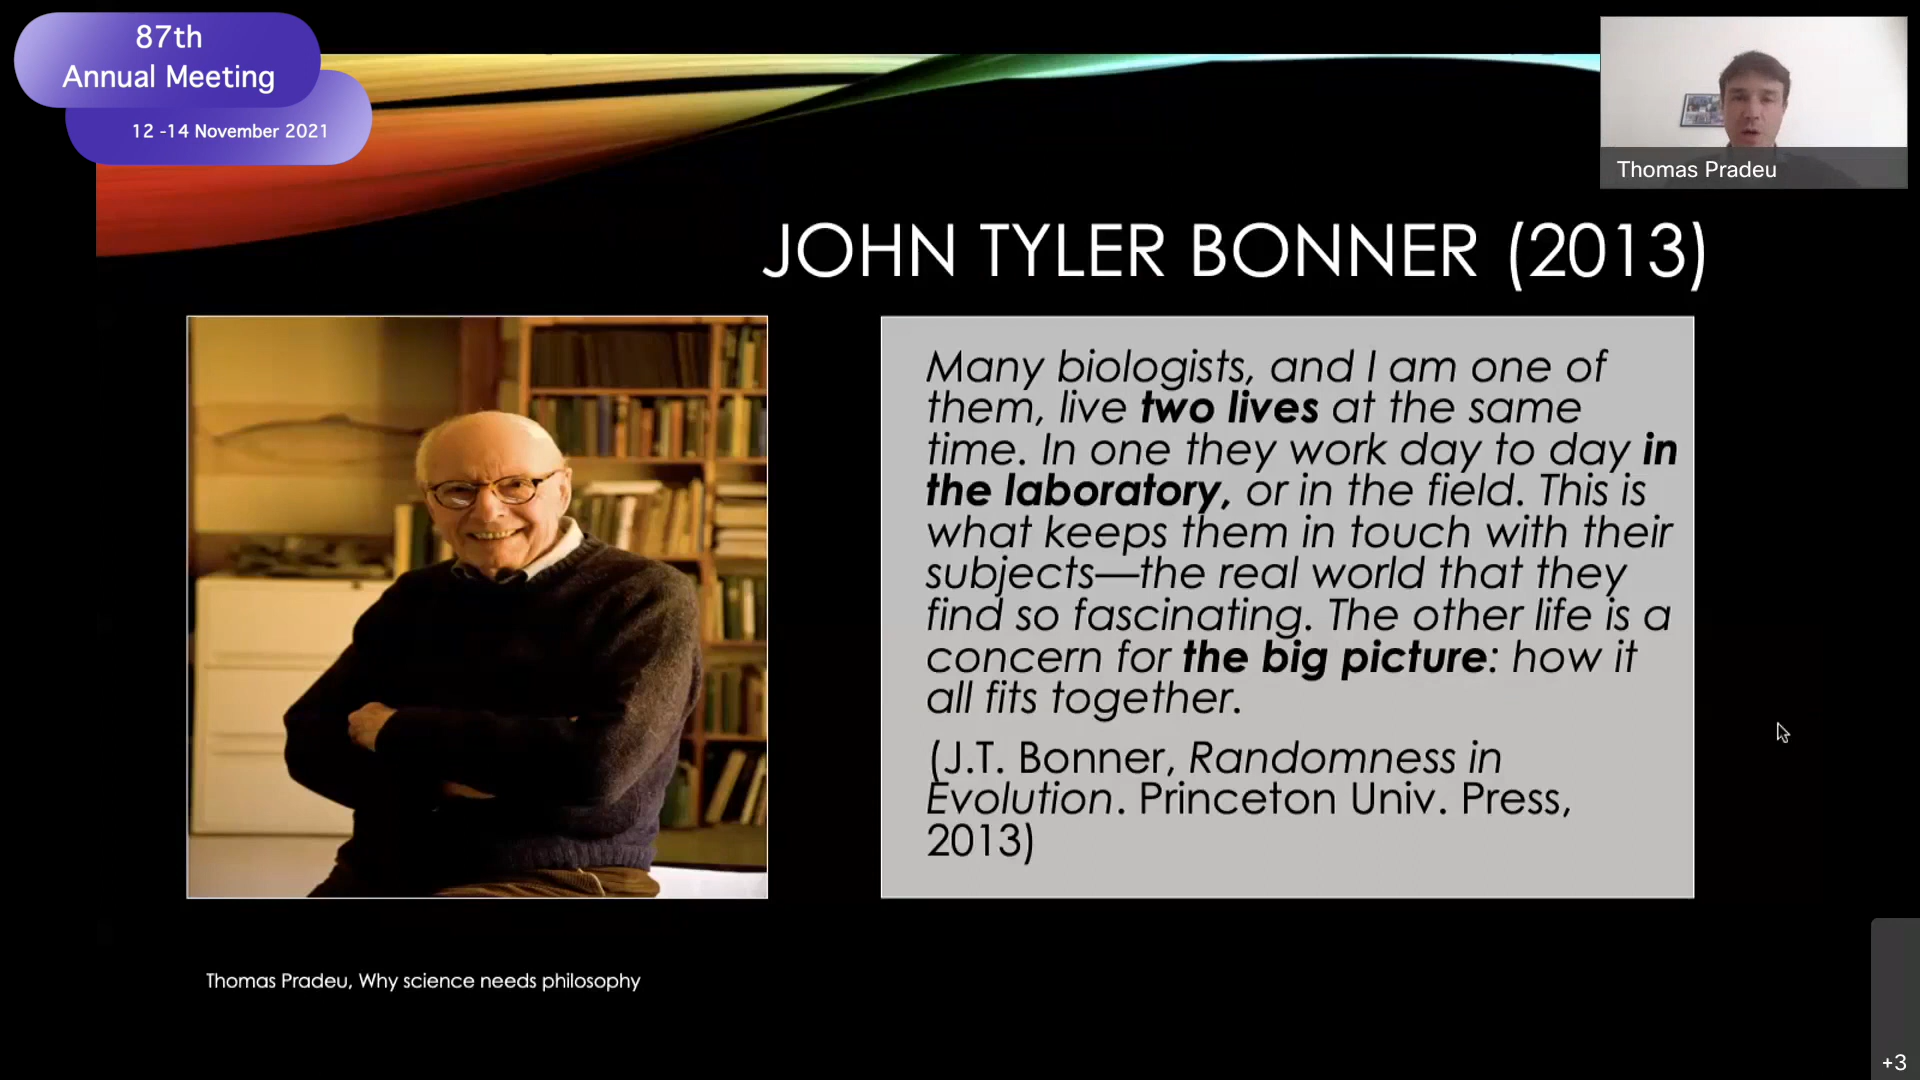 87th
Annual Meeting
12 -14 November 2021
Thomas Pradeu
JOHN TYLER BONNER (2013)
Many biologists, and I am one of
them, live two lives at the same
time. In one they work day to day in
the laboratory, or in the field. This is
what keeps them in touch with their
subjects—the real world that they
find so fascinating. The other life is a
concern for the big picture: how it
all fits together.
(J.T. Bonner, Randomness in
Evolution. Princeton Univ. Press,
2013)
Thomas Pradeu, Why science needs philosophy
+3